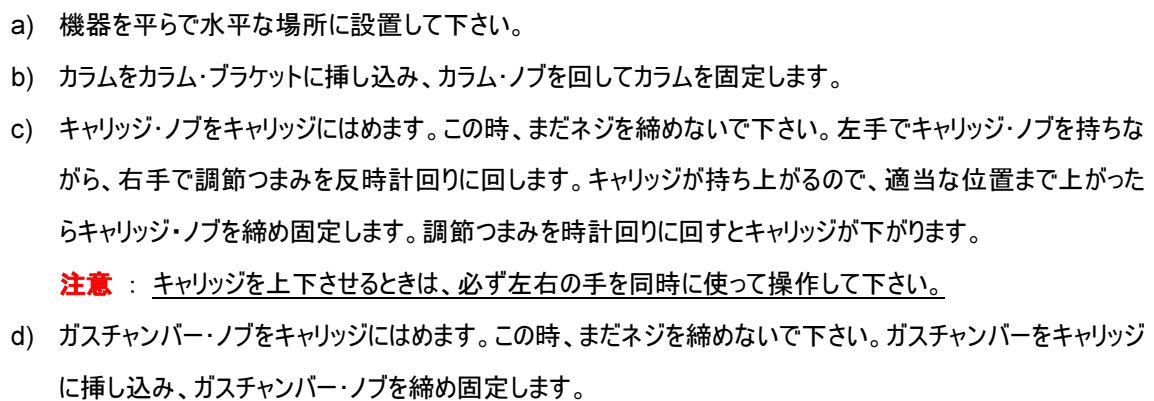 a) 機器を平らで水平な場所に設置して下さい。
b) カラムをカラム･ブラケットに挿し込み、カラム･ノブを回してカラムを固定します。
c) キャリッジ･ノブをキャリッジにはめます。この時、まだネジを締めないで下さい。左手でキャリッジ･ノブを持ちな
がら、右手で調節つまみを反時計回りに回します。キャリッジが持ち上がるので、適当な位置まで上がった
らキャリッジ・ノブを締め固定します。調節つまみを時計回りに回すとキャリッジが下がります。
注意 : キャリッジを上下させるときは、必ず左右の手を同時に使って操作して下さい。
d) ガスチャンバー･ノブをキャリッジにはめます。この時、まだネジを締めないで下さい。ガスチャンバーをキャリッジ
に挿し込み、ガスチャンバー･ノブを締め固定します。